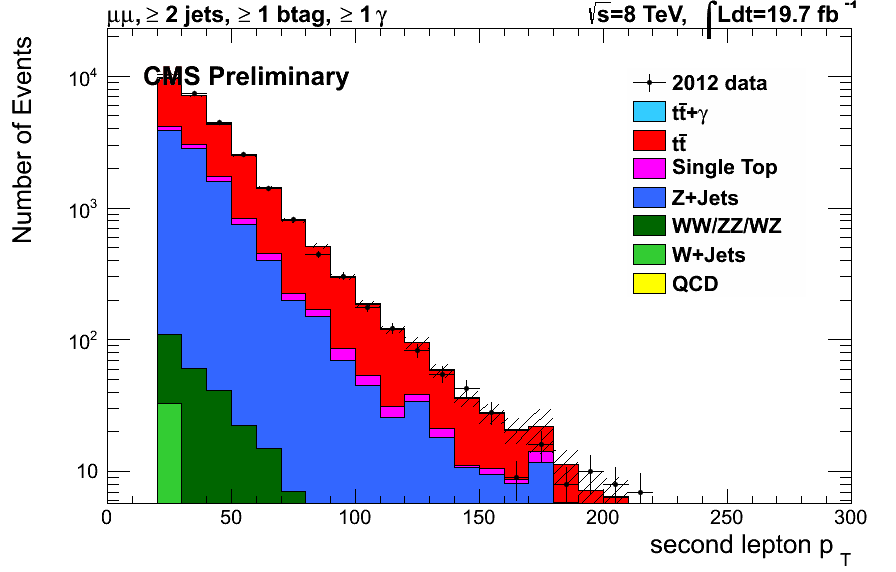 μμ, ≥ 2 jets, ≥ 1 btag, ≥ 1 γ
√s=8 TeV, ∫Ldt=19.7 fb⁻¹
CMS Preliminary
Number of Events
10⁴
10³
10²
10
2012 data
tt̄+γ
tt̄
Single Top
Z+Jets
WW/ZZ/WZ
W+Jets
QCD
0 50 100 150 200 250 300
second lepton p_T